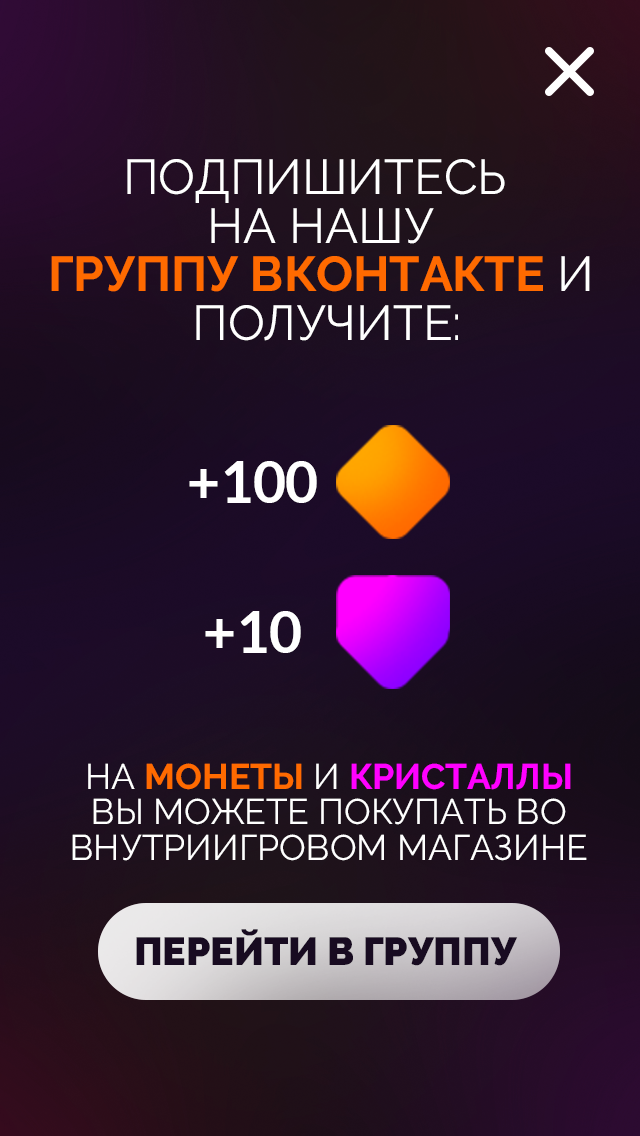 ПОДПИШИТЕСЬ
НА НАШУ
ГРУППУ ВКОНТАКТЕ И
ПОЛУЧИТЕ:
+100
+10
НА МОНЕТЫ И КРИСТАЛЛЫ
ВЫ МОЖЕТЕ ПОКУПАТЬ ВО
ВНУТРИИГРОВОМ МАГАЗИНЕ
ПЕРЕЙТИ В ГРУППУ